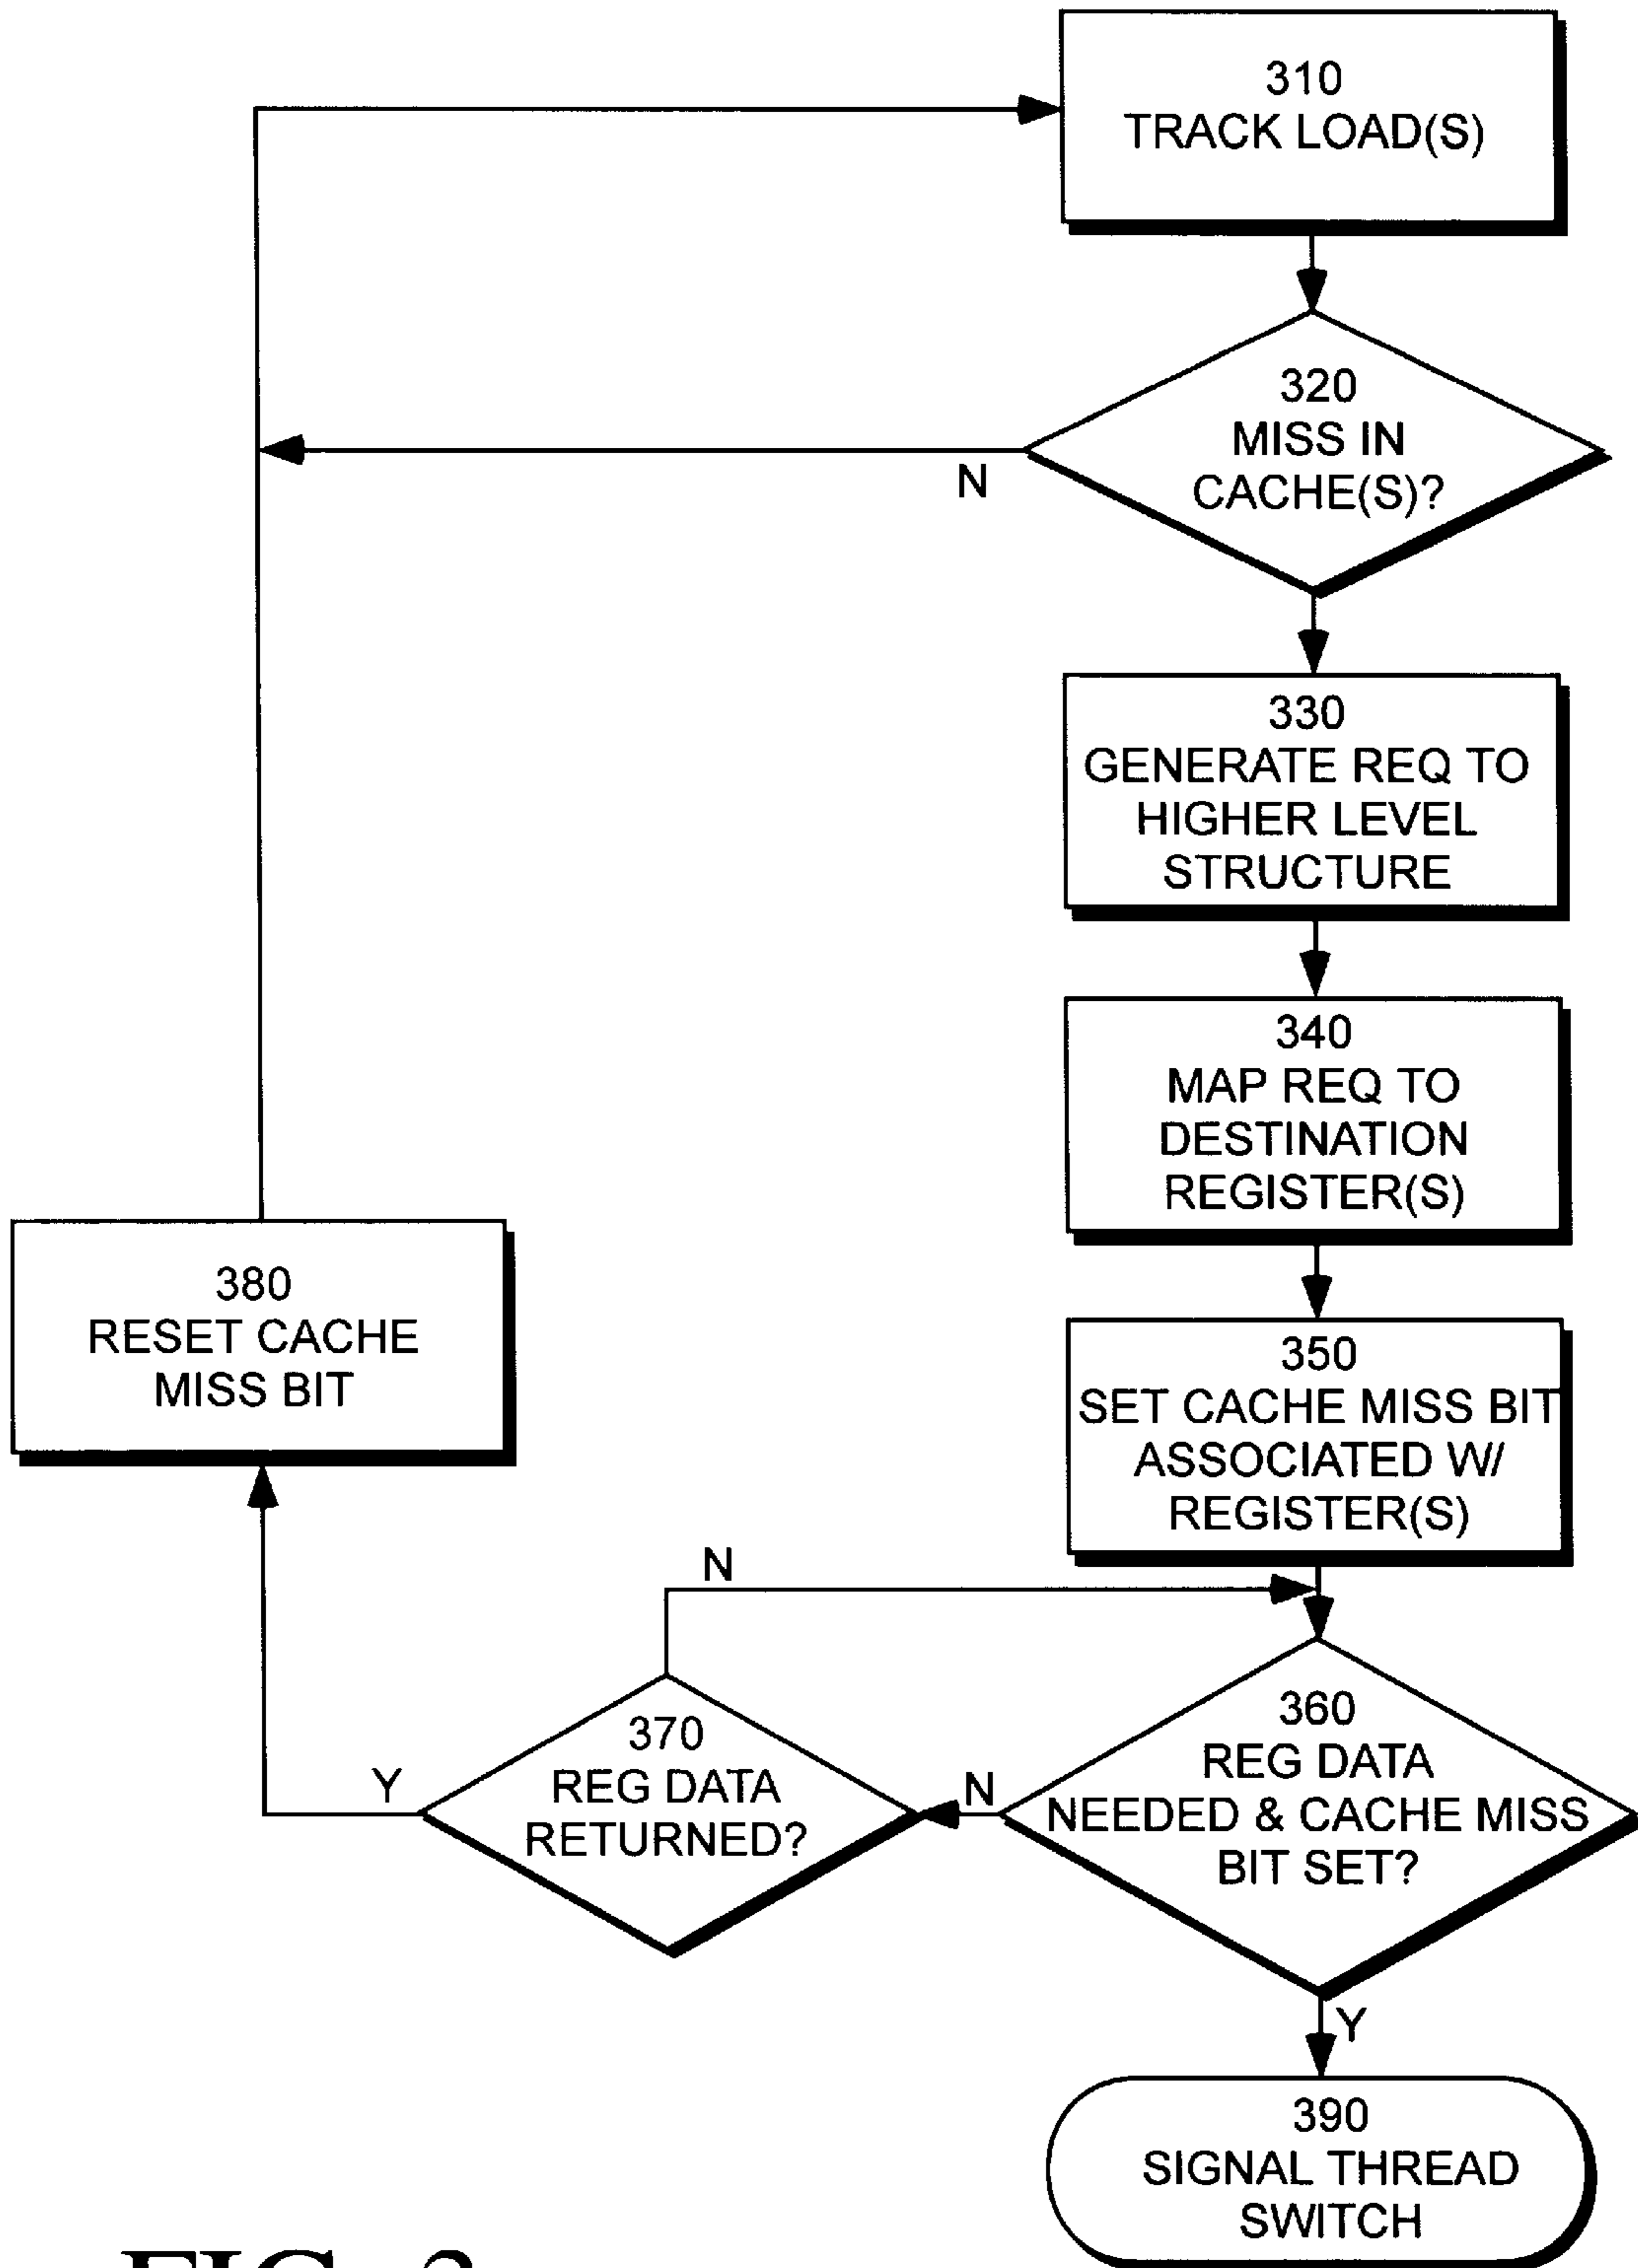 310
TRACK LOAD(S)
320
MISS IN
CACHE(S)?
N
330
GENERATE REQ TO
HIGHER LEVEL
STRUCTURE
340
MAP REQ TO
DESTINATION
REGISTER(S)
380
RESET CACHE
MISS BIT
350
SET CACHE MISS BIT
ASSOCIATED W/
REGISTER(S)
N
360
REG DATA
NEEDED & CACHE MISS
BIT SET?
N
370
REG DATA
RETURNED?
Y
Y
390
SIGNAL THREAD
SWITCH
FIG. 3